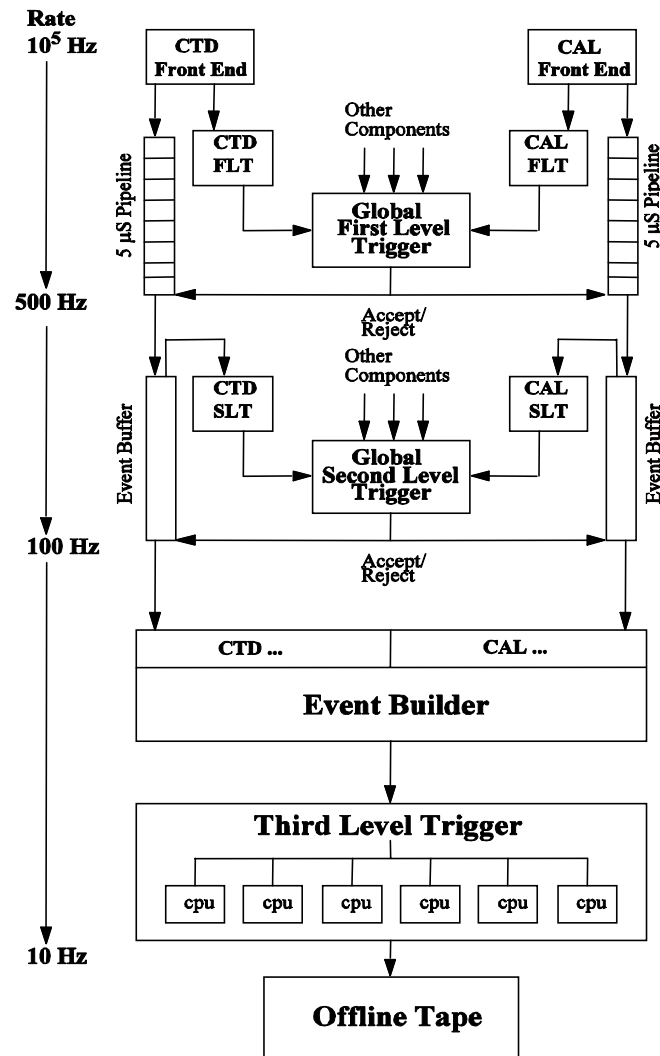 Rate
10⁵ Hz
CTD
Front End
CAL
Front End
Other
Components
CTD
FLT
CAL
FLT
5 µS Pipeline
5 µS Pipeline
Global
First Level
Trigger
500 Hz
Accept/
Reject
Other
Components
CTD
SLT
CAL
SLT
Event Buffer
Event Buffer
Global
Second Level
Trigger
100 Hz
Accept/
Reject
CTD ...
CAL ...
Event Builder
Third Level Trigger
cpu
cpu
cpu
cpu
cpu
cpu
10 Hz
Offline Tape